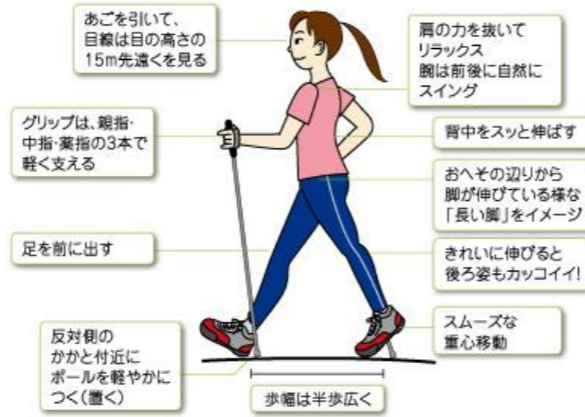 あごを引いて、
目線は目の高さの
15m先遠くを見る
肩の力を抜いて
リラックス
腕は前後に自然に
スイング
グリップは、親指・
中指・薬指の3本で
軽く支える
背中をスッと伸ばす
おへその辺りから
脚が伸びている様な
「長い脚」をイメージ
足を前に出す
きれいに伸びると
後ろ姿もカッコイイ!
反対側の
かかと付近に
ポールを軽やかに
つく(置く)
スムーズな
重心移動
歩幅は半歩広く